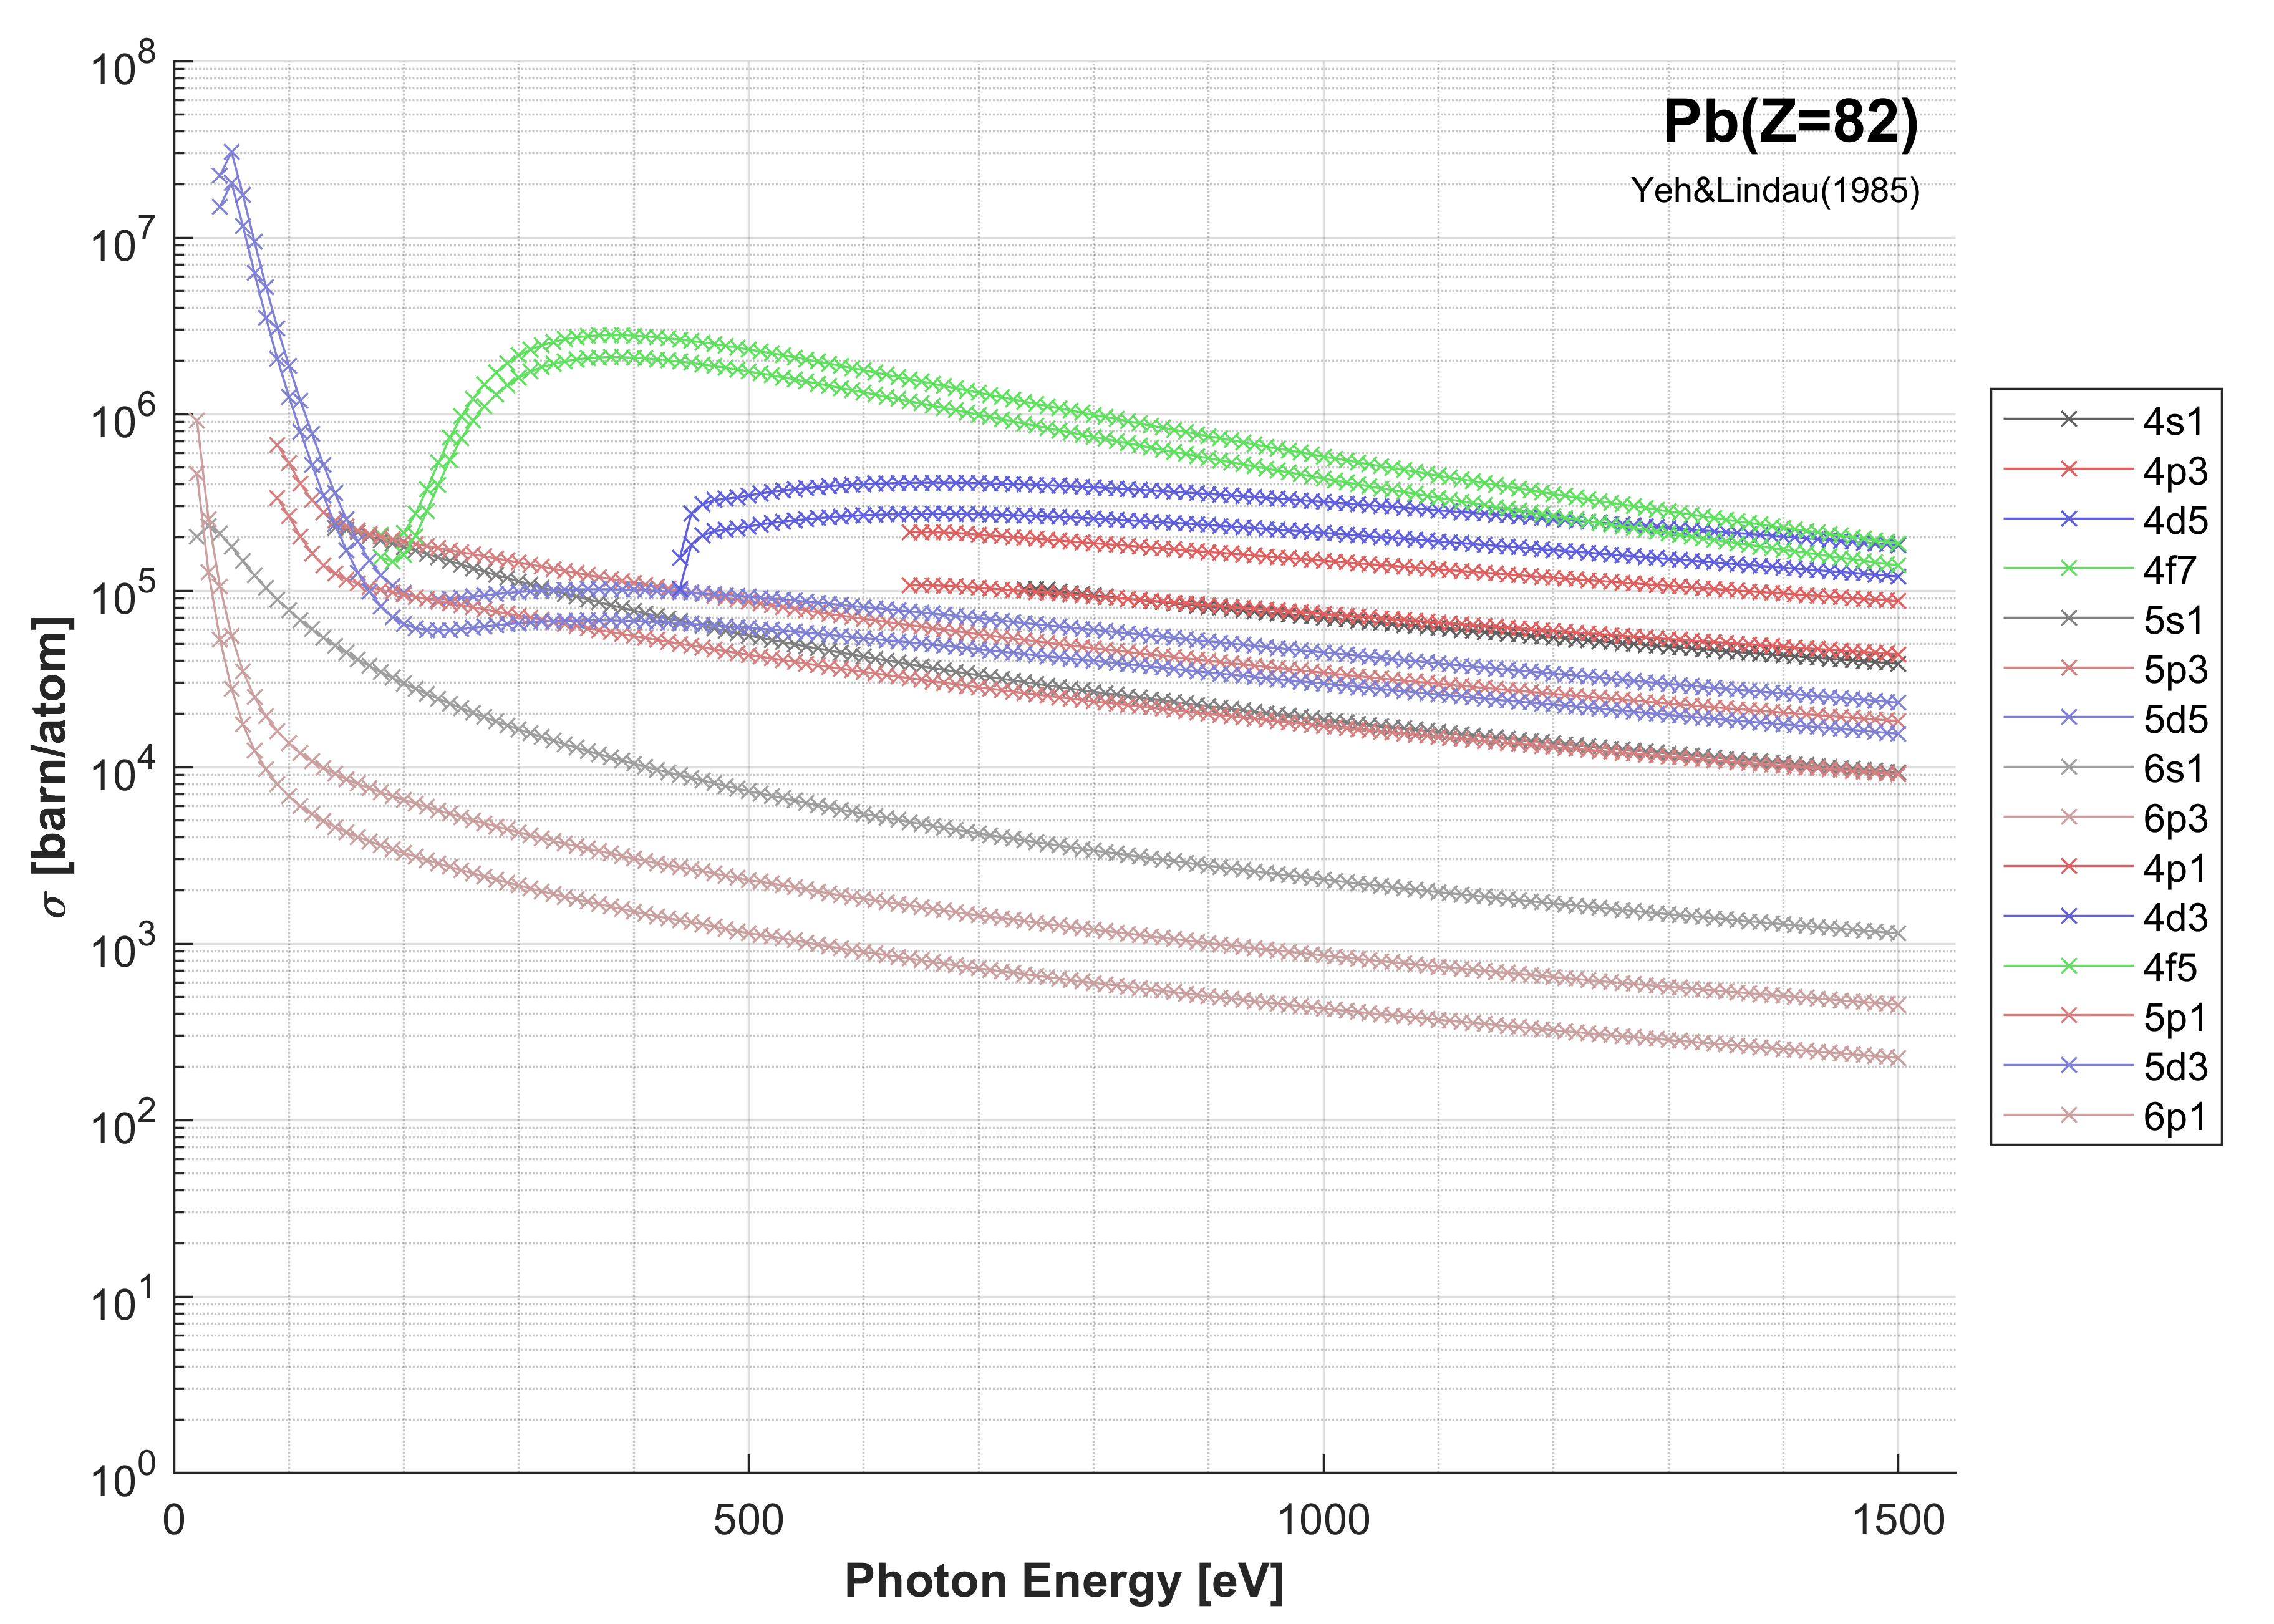 Pb(Z=82)
Yeh&Lindau(1985)
10^8
10^7
10^6
10^5
10^4
10^3
10^2
10^1
10^0
σ [barn/atom]
0 500 1000 1500
Photon Energy [eV]
4s1
4p3
4d5
4f7
5s1
5p3
5d5
6s1
6p3
4p1
4d3
4f5
5p1
5d3
6p1